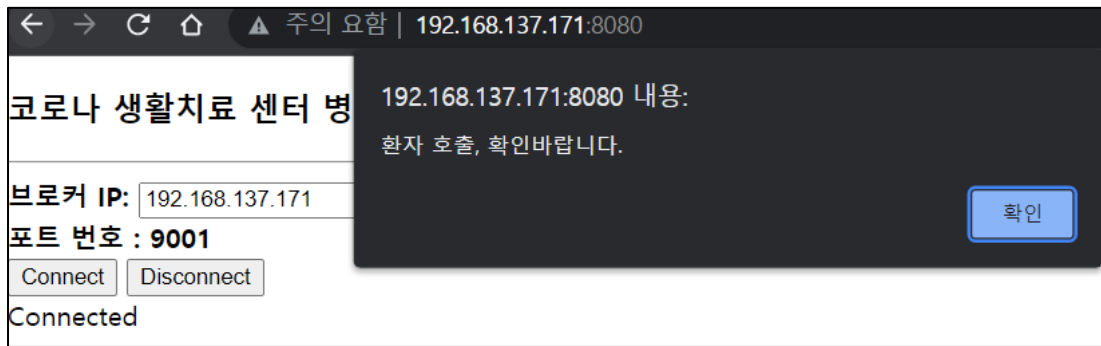 주의 요함 | 192.168.137.171:8080
코로나 생활치료 센터 병
192.168.137.171:8080 내용:
환자 호출, 확인바랍니다.
확인
브로커 IP: 192.168.137.171
포트 번호 : 9001
Connect Disconnect
Connected